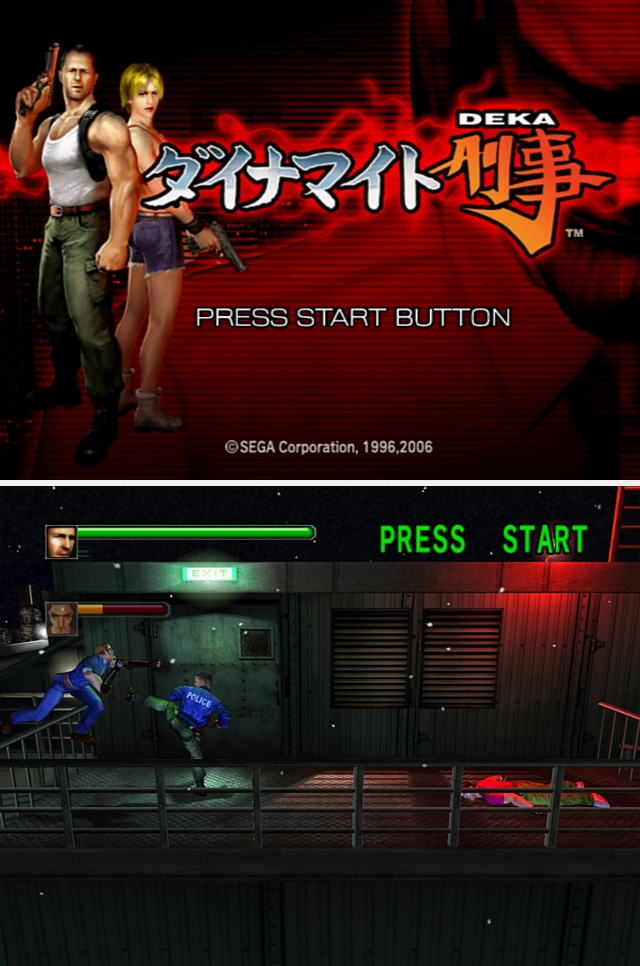 DEKA
ダイナマイト刑事
TM
PRESS START BUTTON
©SEGA Corporation, 1996,2006
PRESS START
EXIT
POLICE